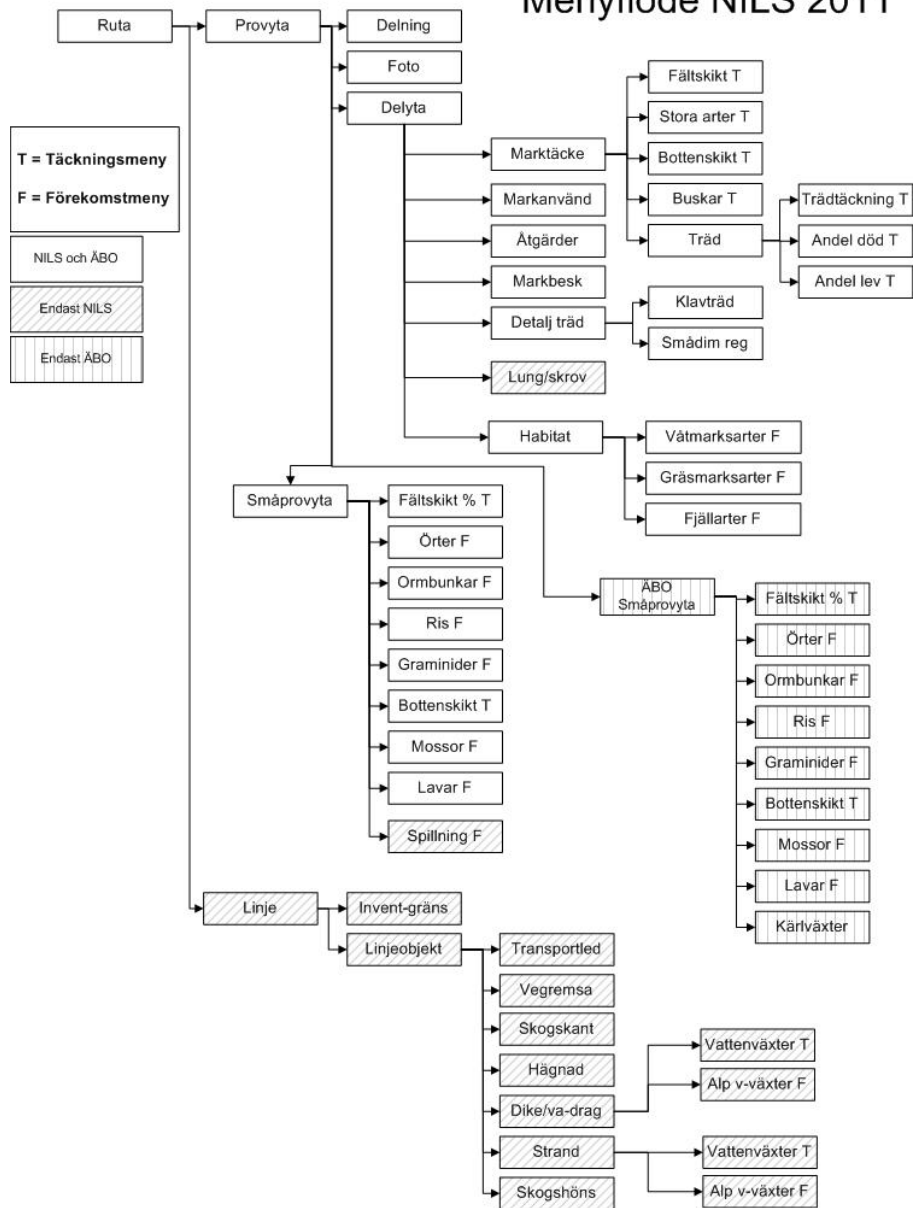 Menyflöde NILS 2011
Ruta
Provyta
Delning
Foto
Delyta
T = Täckningsmeny
F = Förekomstmeny
NILS och ÄBO
Endast NILS
Endast ÄBO
Marktäcke
Markanvänd
Åtgärder
Markbesk
Detalj träd
Lung/skrov
Habitat
Fältskikt T
Stora arter T
Bottenskikt T
Buskar T
Träd
Trädtäckning T
Andel död T
Andel lev T
Klavträd
Smådim reg
Våtmarksarter F
Gräsmarksarter F
Fjällarter F
Småprovyta
Fältskikt % T
Örter F
Ormbunkar F
Ris F
Graminider F
Bottenskikt T
Mossor F
Lavar F
Spillning F
ÄBO
Småprovyta
Fältskikt % T
Örter F
Ormbunkar F
Ris F
Graminider F
Bottenskikt T
Mossor F
Lavar F
Kärlväxter
Linje
Invent-gräns
Linjeobjekt
Transportled
Vegremsa
Skogskant
Hägnad
Dike/va-drag
Strand
Skogshöns
Vattenväxter T
Alp v-växter F
Vattenväxter T
Alp v-växter F